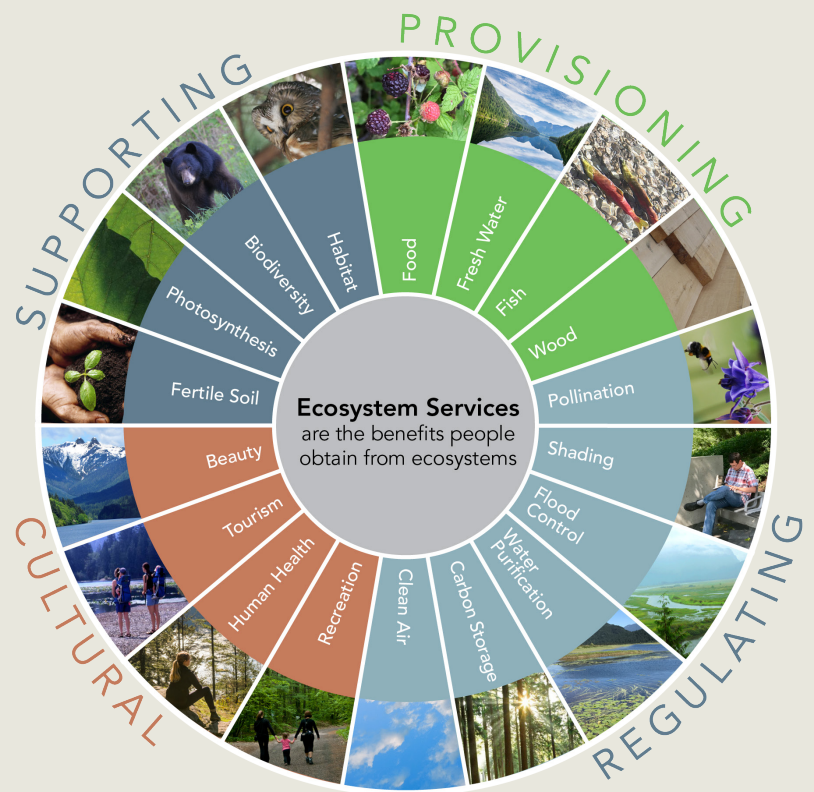 PROVISIONING
SUPPORTING
CULTURAL
REGULATING
Food
Fresh Water
Fish
Wood
Pollination
Shading
Flood
Control
Water
Purification
Carbon Storage
Clean Air
Recreation
Human Health
Tourism
Beauty
Fertile Soil
Photosynthesis
Biodiversity
Habitat
Ecosystem Services
are the benefits people
obtain from ecosystems